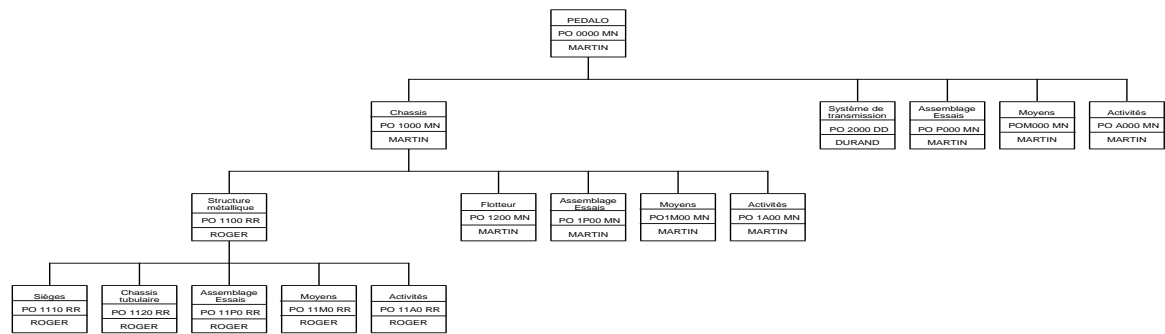 PEDALO
PO 0000 MN
MARTIN
Chassis
PO 1000 MN
MARTIN
Système de
transmission
PO 2000 DD
DURAND
Assemblage
Essais
PO P000 MN
MARTIN
Moyens
POM000 MN
MARTIN
Activités
PO A000 MN
MARTIN
Structure
métallique
PO 1100 RR
ROGER
Flotteur
PO 1200 MN
MARTIN
Assemblage
Essais
PO 1P00 MN
MARTIN
Moyens
PO1M00 MN
MARTIN
Activités
PO 1A00 MN
MARTIN
Sièges
PO 1110 RR
ROGER
Chassis
tubulaire
PO 1120 RR
ROGER
Assemblage
Essais
PO 11P0 RR
ROGER
Moyens
PO 11M0 RR
ROGER
Activités
PO 11A0 RR
ROGER